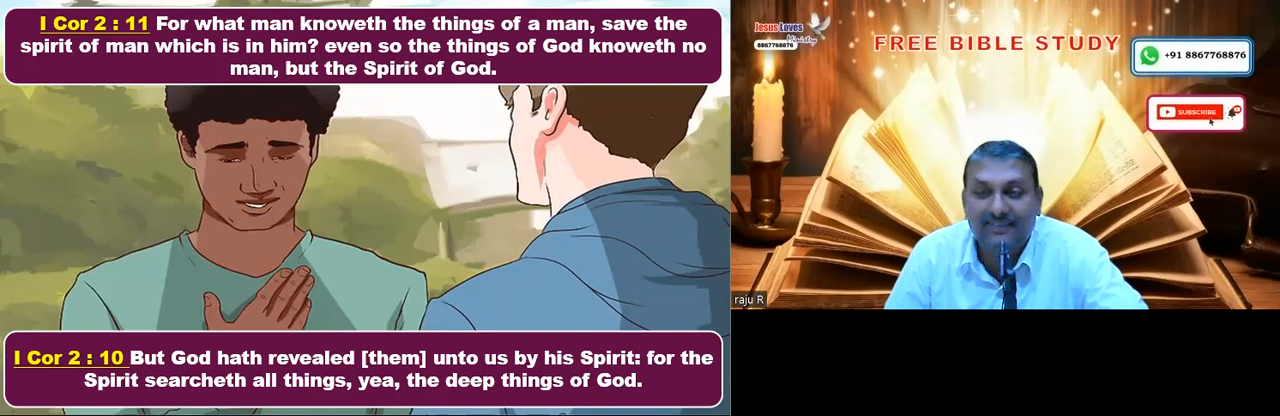 I Cor 2 : 11 For what man knoweth the things of a man, save the
spirit of man which is in him? even so the things of God knoweth no
man, but the Spirit of God.
I Cor 2 : 10 But God hath revealed [them] unto us by his Spirit: for the
Spirit searcheth all things, yea, the deep things of God.
Jesus Loves
Ministry
8867768876
FREE BIBLE STUDY
+91 8867768876
SUBSCRIBE
raju R